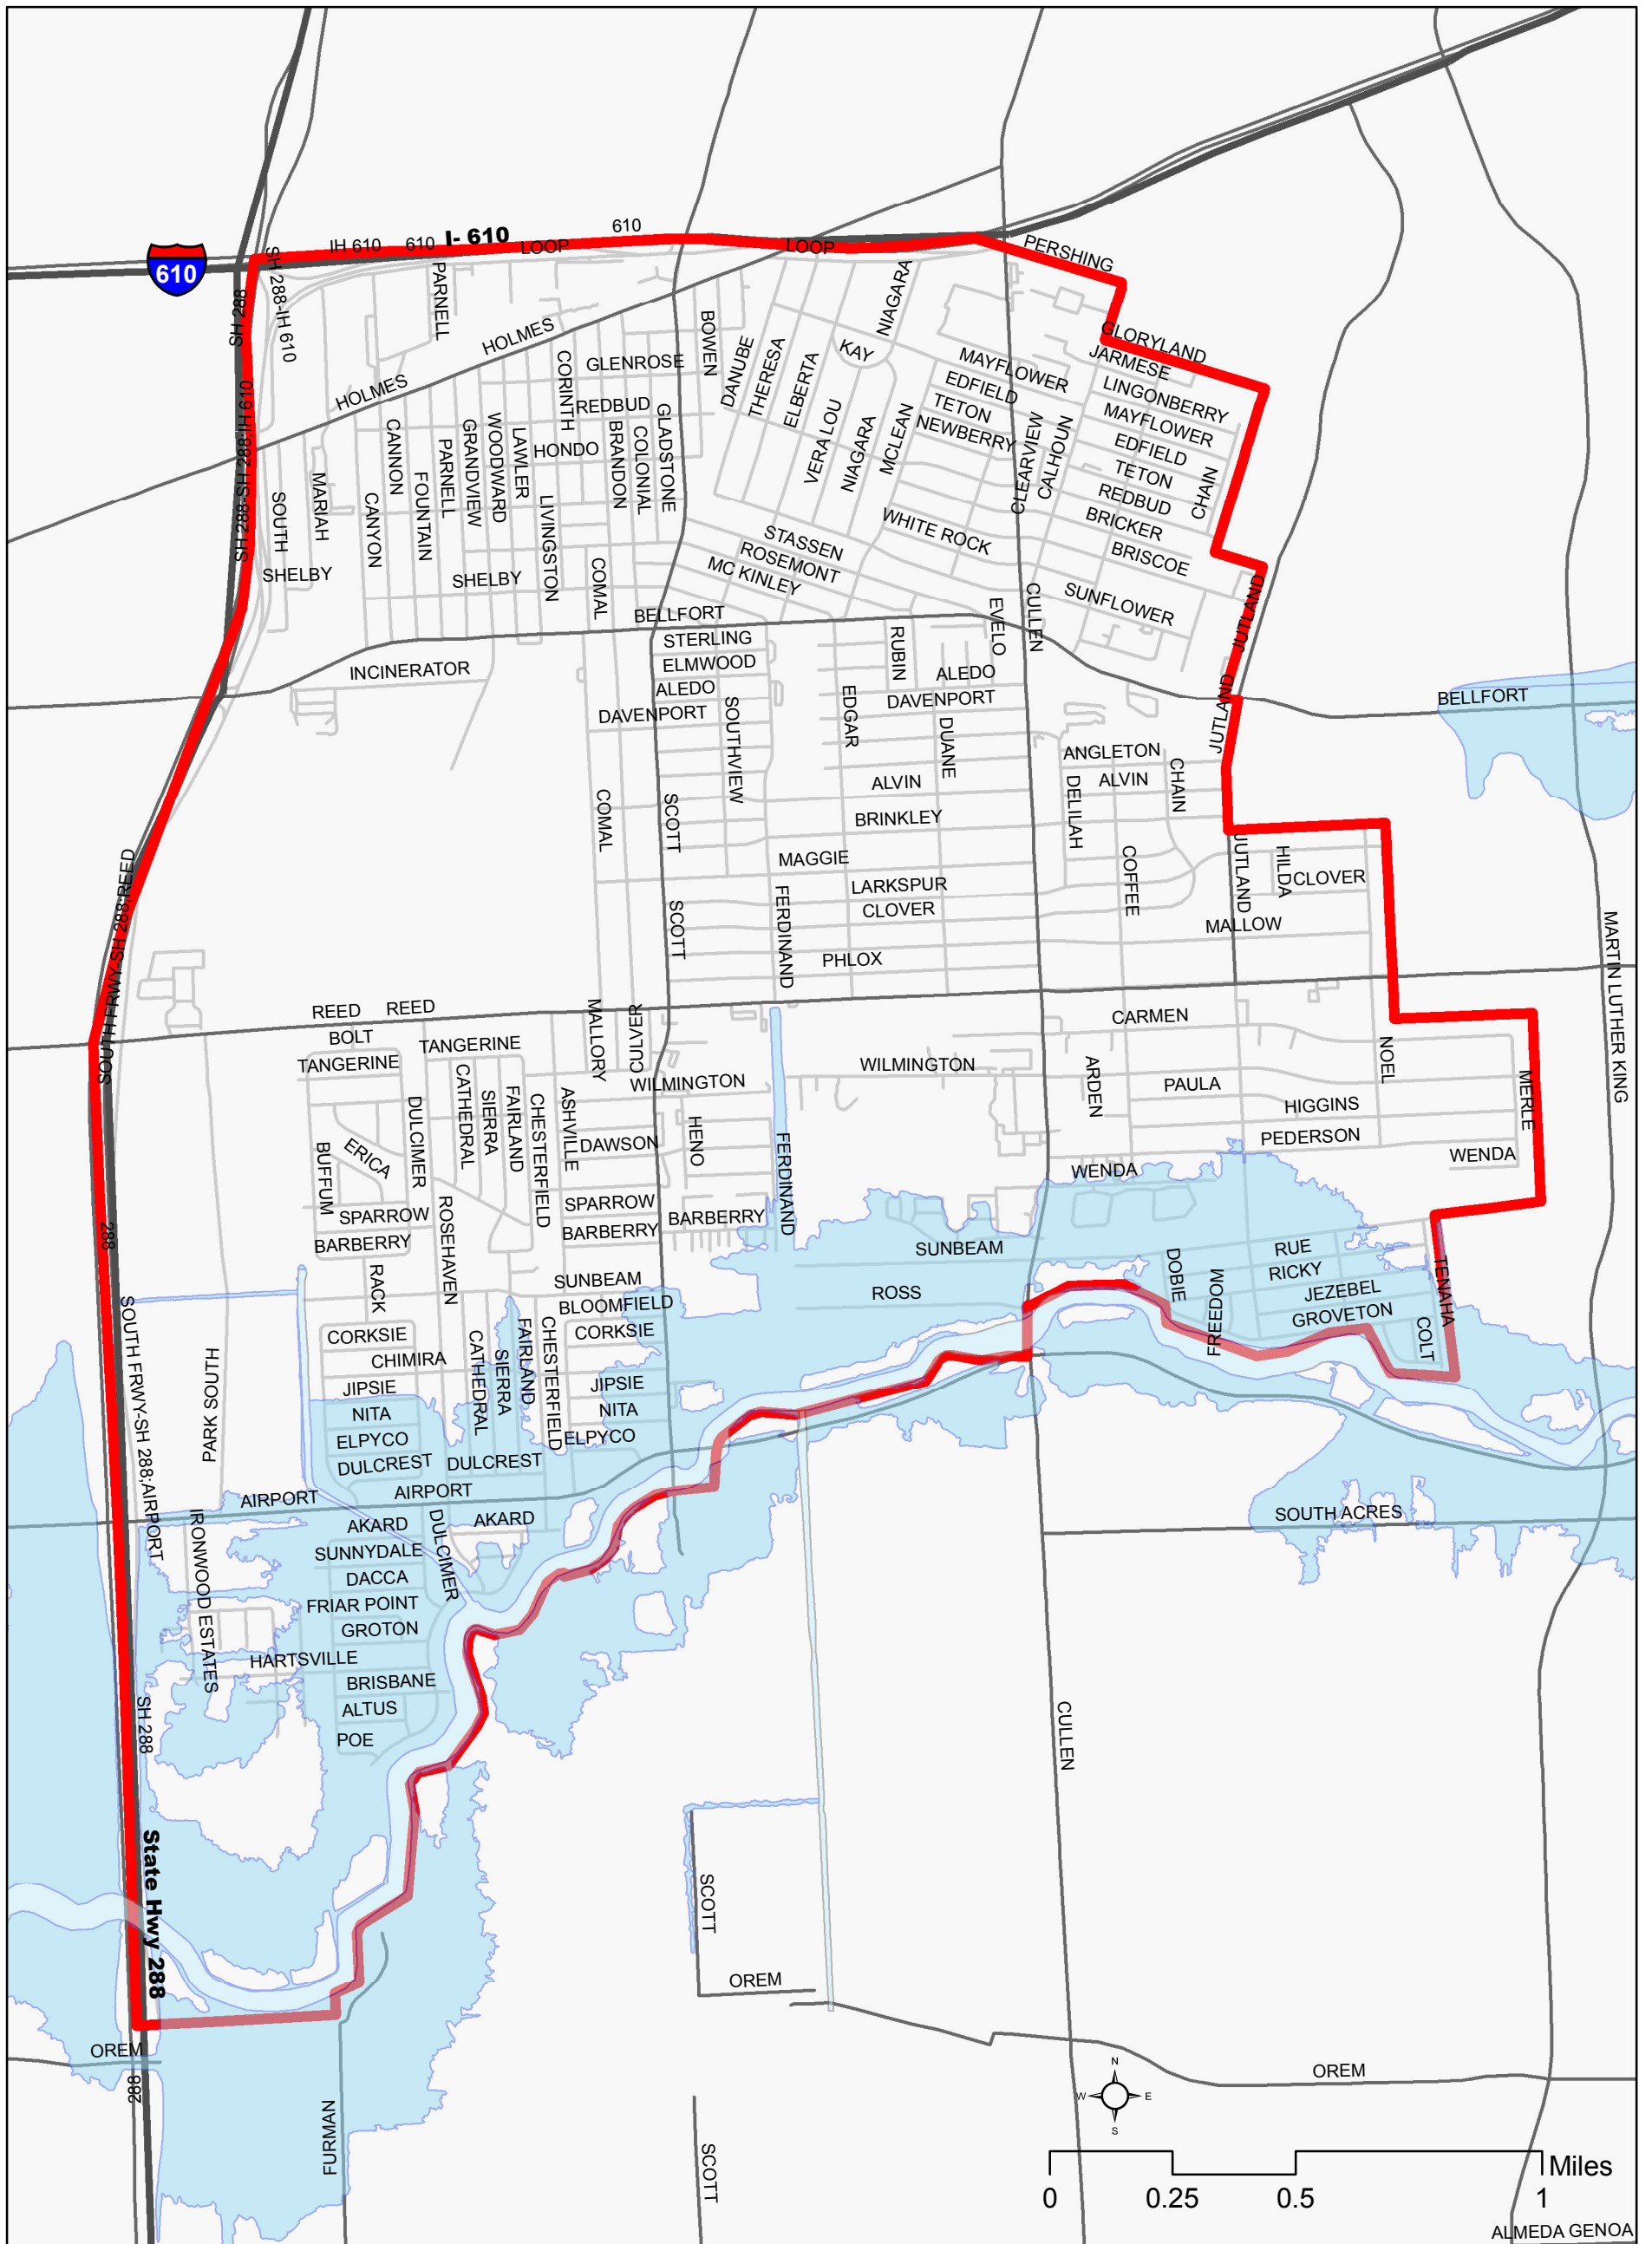 610
IH 610
610
I- 610
LOOP
610
LOOP
PERSHING
SH 288
SH 288-IH 610
PARNELL
HOLMES
HOLMES
BOWEN
DANUBE
THERESA
ELBERTA
KAY
NIAGARA
GLORYLAND
JARMESE
LINGONBERRY
MAYFLOWER
MAYFLOWER
EDFIELD
EDFIELD
TETON
TETON
NEWBERRY
REDBUD
BRICKER
BRISCOE
CHAIN
SH 288-SH 288;IH 610
GLENROSE
CORINTH
REDBUD
HONDO
BRANDON
COLONIAL
GLADSTONE
CANNON
FOUNTAIN
PARNELL
GRANDVIEW
WOODWARD
LAWLER
LIVINGSTON
SOUTH
MARIAH
CANYON
VERA LOU
NIAGARA
MCLEAN
CLEARVIEW
CALHOUN
WHITE ROCK
STASSEN
ROSEMONT
MC KINLEY
SHELBY
SHELBY
COMAL
SUNFLOWER
JUTLAND
BELLFORT
EVELO
CULLEN
STERLING
ELMWOOD
ALEDO
DAVENPORT
RUBIN
ALEDO
DAVENPORT
INCINERATOR
JUTLAND
BELLFORT
SOUTHVIEW
EDGAR
DUANE
ANGLETON
ALVIN
CHAIN
ALVIN
DELILAH
COMAL
SCOTT
BRINKLEY
MAGGIE
COFFEE
JUTLAND
HILDA
CLOVER
LARKSPUR
CLOVER
FERDINAND
SCOTT
MALLOW
PHLOX
MARTIN LUTHER KING
SOUTH FRWY-SH 288;REED
REED
REED
BOLT
TANGERINE
TANGERINE
MALLORY
CULVER
CARMEN
NOEL
WILMINGTON
WILMINGTON
ARDEN
PAULA
HIGGINS
PEDERSON
MERLE
WENDA
WENDA
CATHEDRAL
SIERRA
FAIRLAND
CHESTERFIELD
ASHVILLE
DAWSON
HENO
FERDINAND
BUFFUM
ERICA
DULCIMER
SPARROW
SPARROW
BARBERRY
BARBERRY
BARBERRY
ROSEHAVEN
288
RACK
SUNBEAM
SUNBEAM
BLOOMFIELD
ROSS
DOBIE
FREEDOM
RUE
RICKY
JEZEBEL
GROVETON
COLT
TENAHA
SOUTH FRWY-SH 288;AIRPORT
PARK SOUTH
CORKSIE
CORKSIE
CHIMIRA
CATHEDRAL
SIERRA
FAIRLAND
CHESTERFIELD
JIPSIE
JIPSIE
NITA
NITA
ELPYCO
ELPYCO
DULCREST
DULCREST
AIRPORT
AIRPORT
AKARD
AKARD
SUNNYDALE
DULCIMER
DACCA
IRONWOOD ESTATES
FRIAR POINT
GROTON
HARTSVILLE
BRISBANE
ALTUS
POE
SOUTH ACRES
SH 288
State Hwy 288
CULLEN
SCOTT
OREM
OREM
OREM
288
FURMAN
SCOTT
N
W
E
S
Miles
0
0.25
0.5
1
ALMEDA GENOA